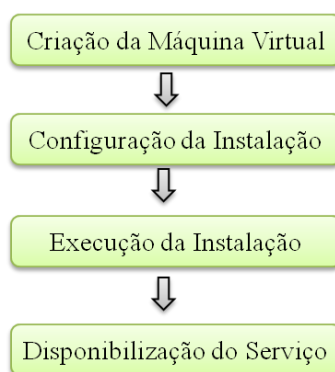 Criação da Máquina Virtual
Configuração da Instalação
Execução da Instalação
Disponibilização do Serviço